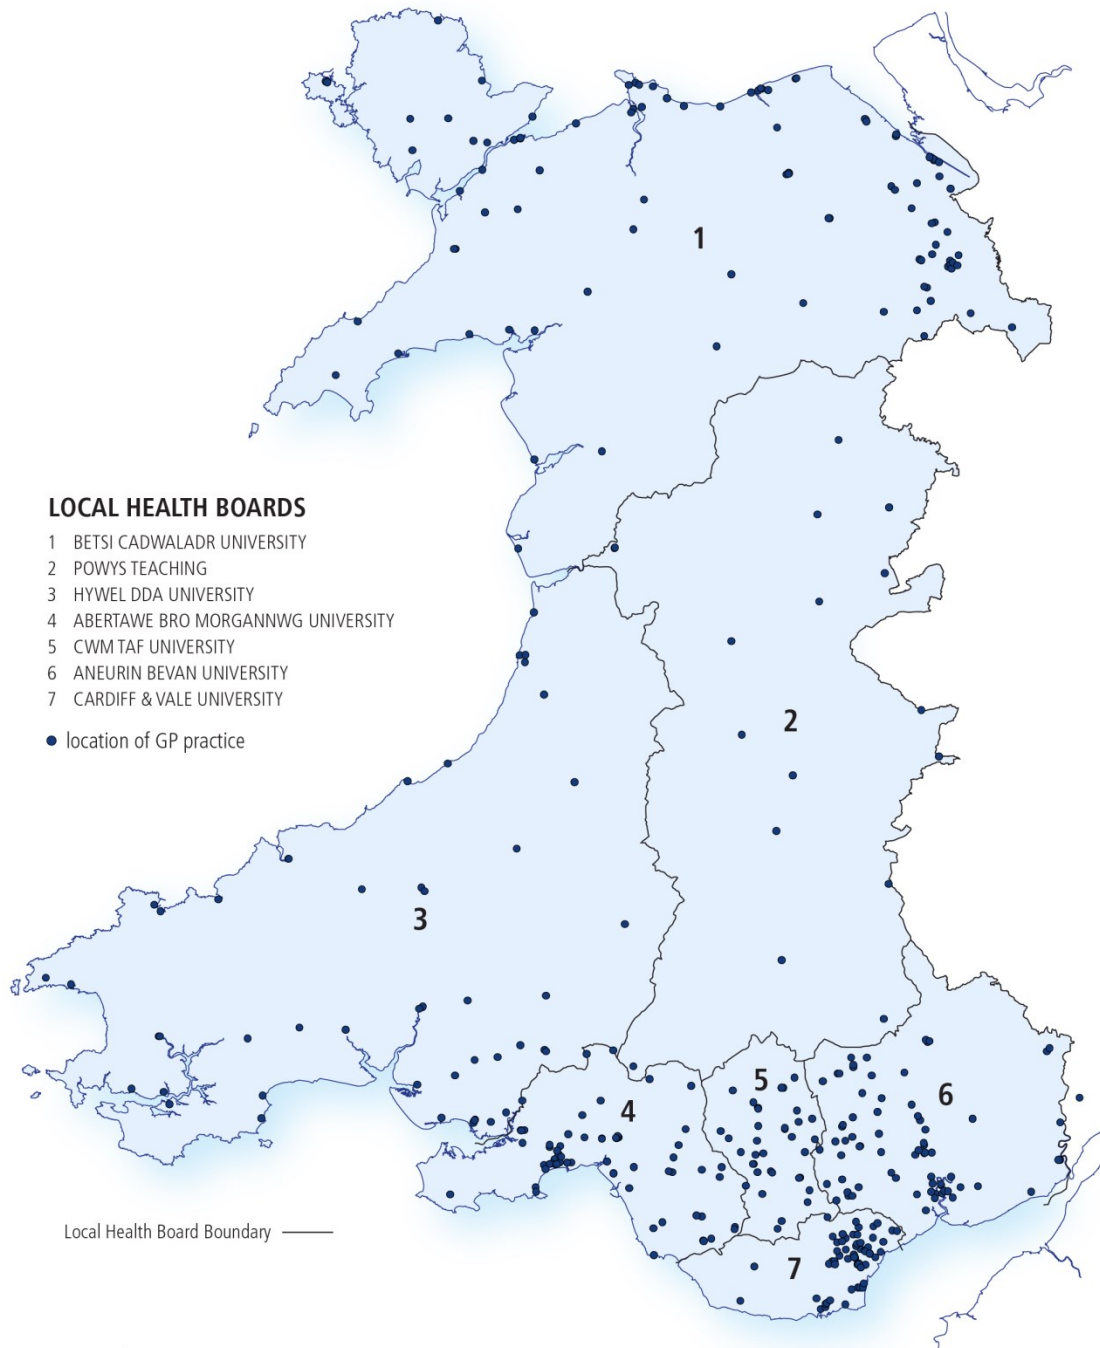 1
LOCAL HEALTH BOARDS
1 BETSI CADWALADR UNIVERSITY
2 POWYS TEACHING
3 HYWEL DDA UNIVERSITY
4 ABERTAWE BRO MORGANNWG UNIVERSITY
5 CWM TAF UNIVERSITY
6 ANEURIN BEVAN UNIVERSITY
7 CARDIFF & VALE UNIVERSITY
location of GP practice
2
3
5
6
4
Local Health Board Boundary
7